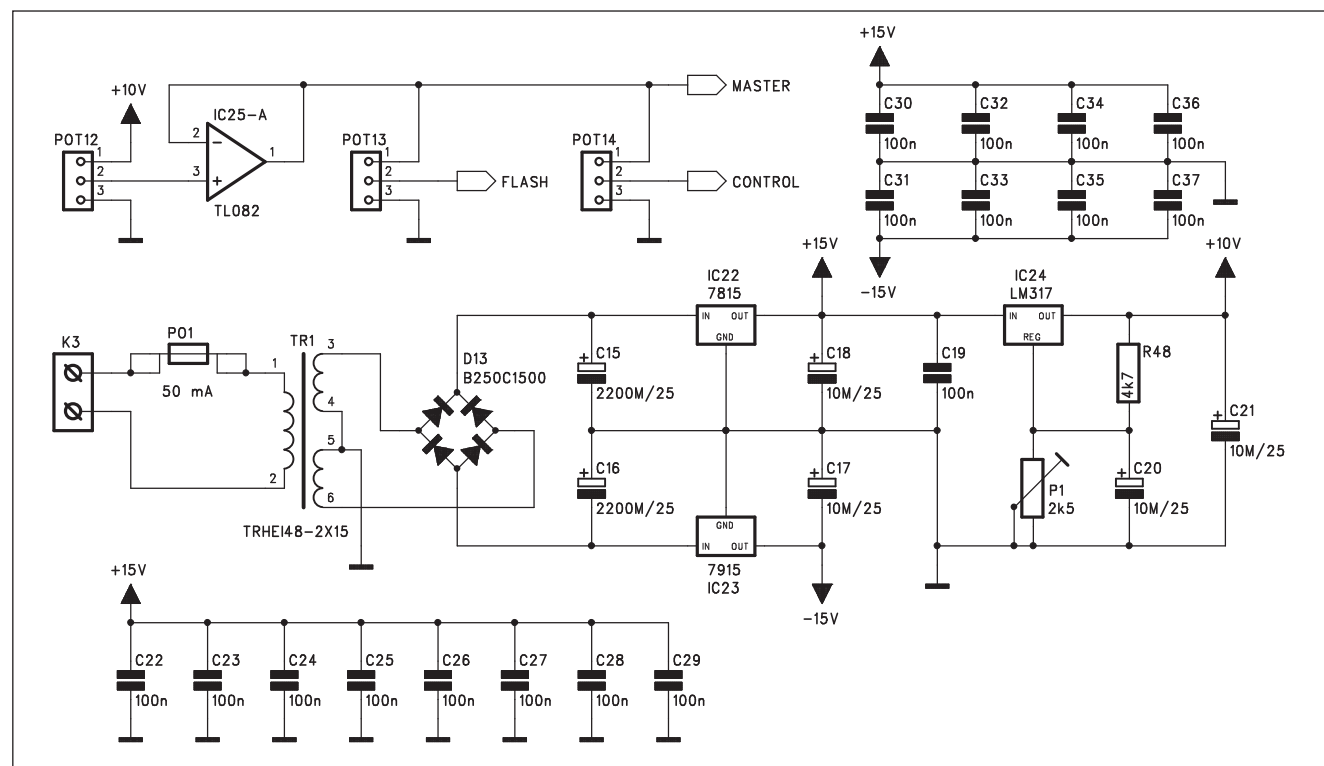 +10V
POT12
1
2
3
2
3
1
IC25-A
TL082
POT13
1
2
3
FLASH
POT14
1
2
3
MASTER
CONTROL
+15V
C30
100n
C32
100n
C34
100n
C36
100n
C31
100n
C33
100n
C35
100n
C37
100n
-15V
K3
PO1
50 mA
TR1
1
2
3
4
5
6
TRHEI48-2X15
D13
B250C1500
+ C15
2200M/25
+ C16
2200M/25
IC22
7815
IN OUT
GND
GND
IN OUT
7915
IC23
+15V
+ C18
10M/25
+ C17
10M/25
-15V
C19
100n
IC24
LM317
IN OUT
REG
R48
4k7
P1
2k5
+ C20
10M/25
+10V
+ C21
10M/25
+15V
C22
100n
C23
100n
C24
100n
C25
100n
C26
100n
C27
100n
C28
100n
C29
100n